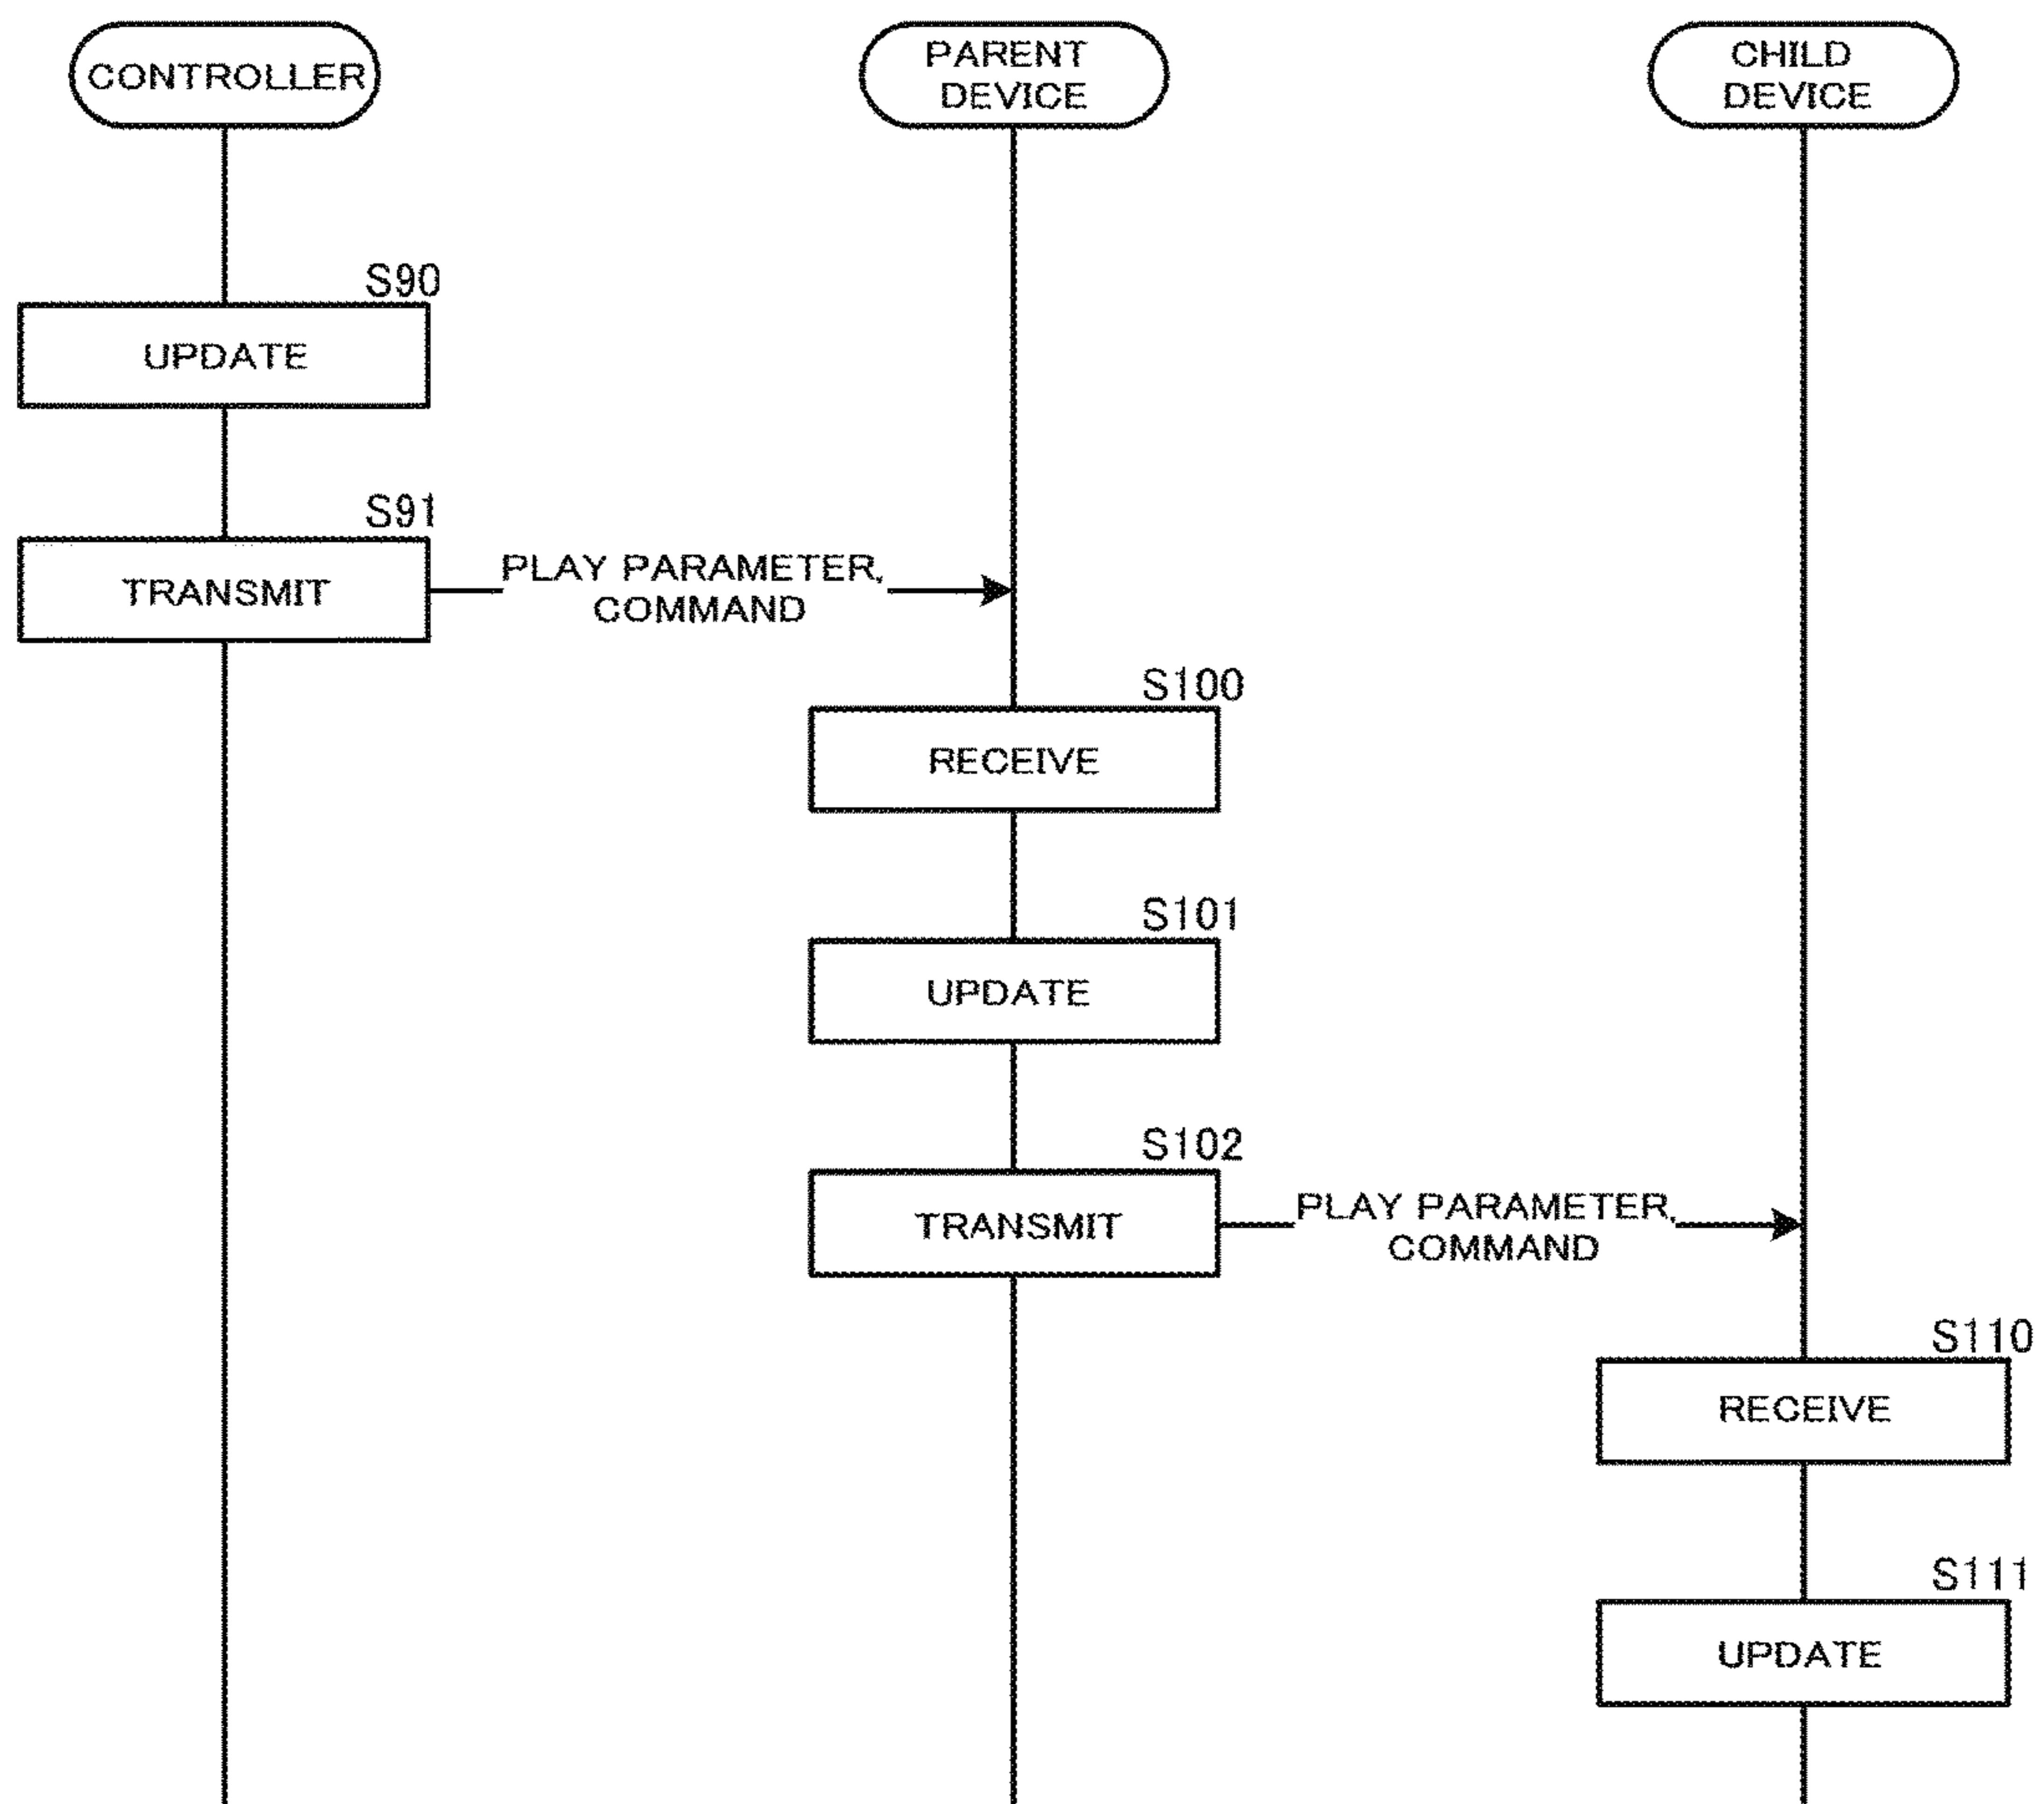 CONTROLLER
PARENT
DEVICE
CHILD
DEVICE
S90
UPDATE
S91
TRANSMIT
PLAY PARAMETER,
COMMAND
S100
RECEIVE
S101
UPDATE
S102
TRANSMIT
PLAY PARAMETER,
COMMAND
S110
RECEIVE
S111
UPDATE